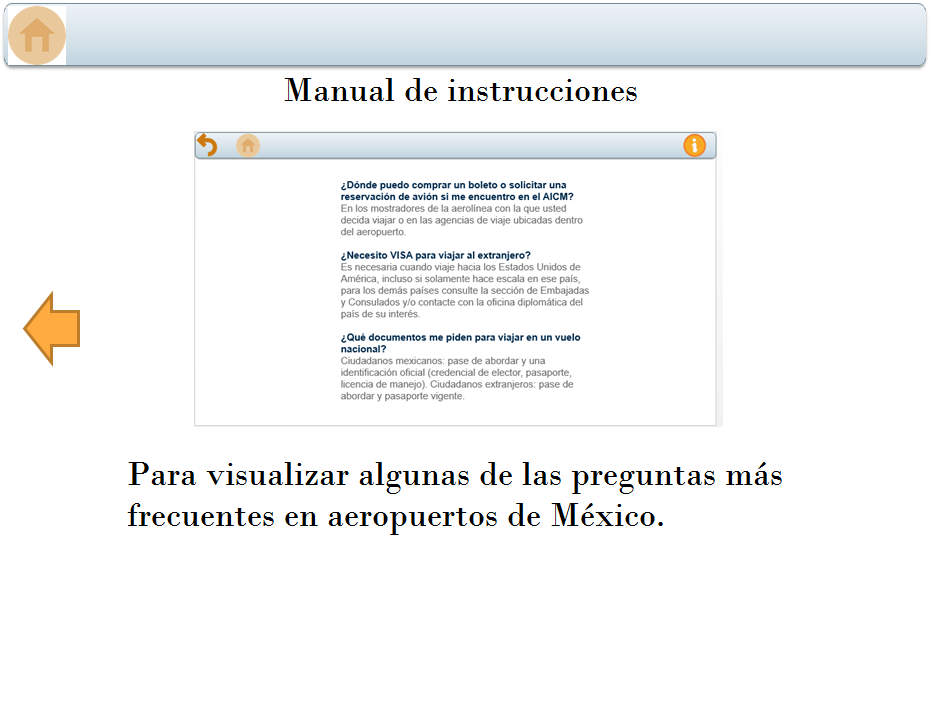 Manual de instrucciones
¿Dónde puedo comprar un boleto o solicitar una
reservación de avión si me encuentro en el AICM?
En los mostradores de la aerolínea con la que usted
decida viajar o en las agencias de viaje ubicadas dentro
del aeropuerto.
¿Necesito VISA para viajar al extranjero?
Es necesaria cuando viaje hacia los Estados Unidos de
América, incluso si solamente hace escala en ese país,
para los demás países consulte la sección de Embajadas
y Consulados y/o contacte con la oficina diplomática del
país de su interés.
¿Qué documentos me piden para viajar en un vuelo
nacional?
Ciudadanos mexicanos: pase de abordar y una
identificación oficial (credencial de elector, pasaporte,
licencia de manejo). Ciudadanos extranjeros: pase de
abordar y pasaporte vigente.
Para visualizar algunas de las preguntas más
frecuentes en aeropuertos de México.